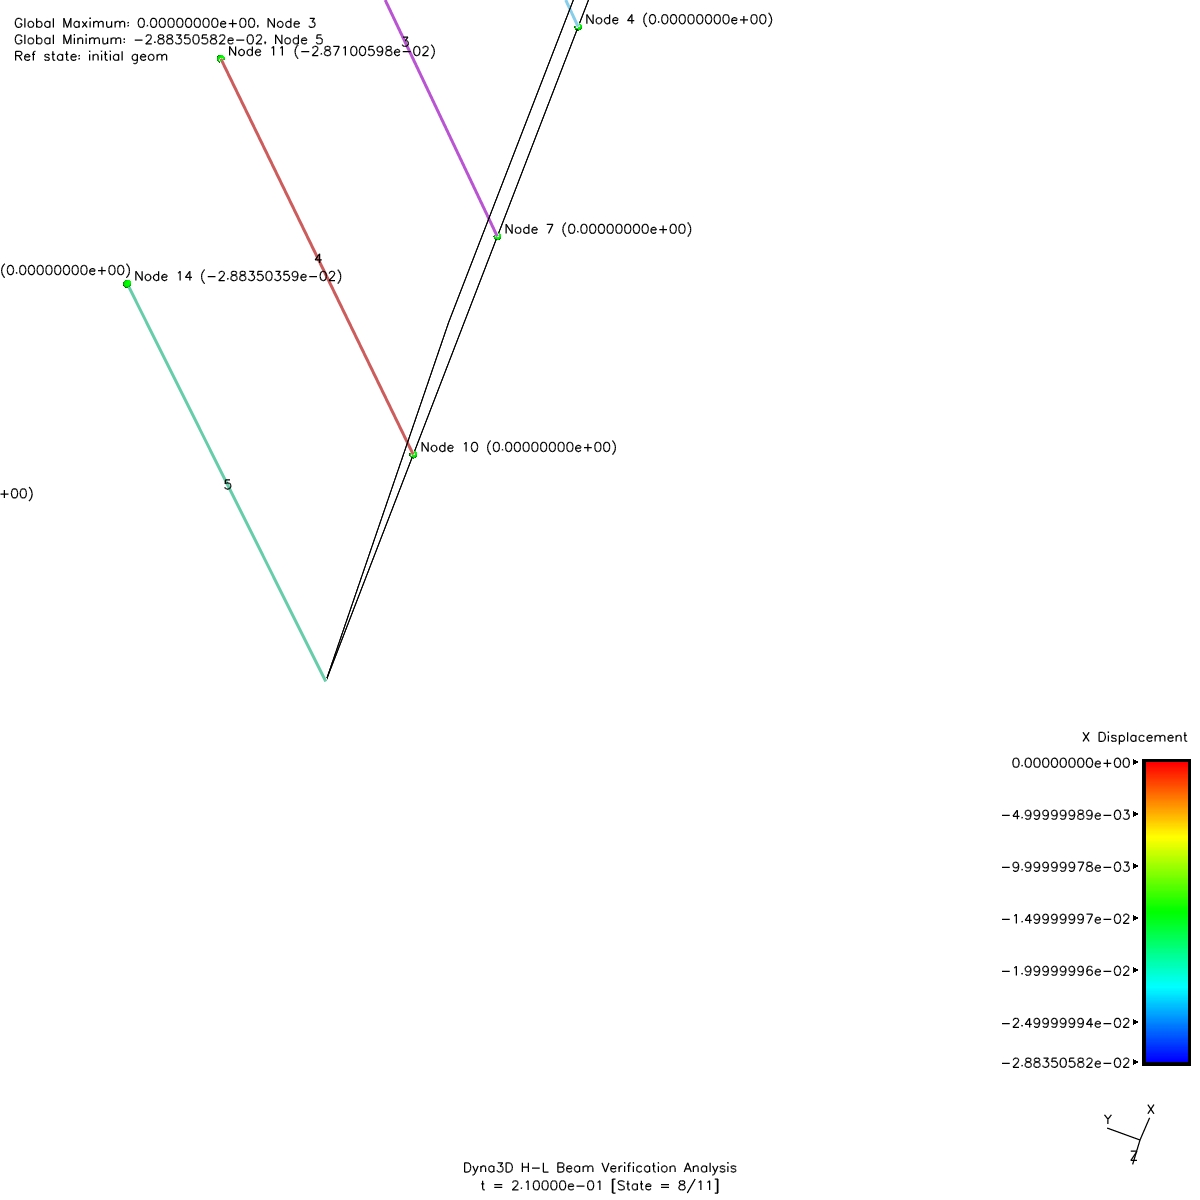 Global Maximum: 0.00000000e+00, Node 3
Global Minimum: −2.88350582e−02, Node 5
Ref state: initial geom
Node 4 (0.00000000e+00)
3
Node 11 (−2.87100598e−02)
Node 7 (0.00000000e+00)
4
(0.00000000e+00)
Node 14 (−2.88350359e−02)
Node 10 (0.00000000e+00)
5
+00)
X Displacement
0.00000000e+00
−4.99999989e−03
−9.99999978e−03
−1.49999997e−02
−1.99999996e−02
−2.49999994e−02
−2.88350582e−02
X
Y
Z
Dyna3D H−L Beam Verification Analysis
t = 2.10000e−01 [State = 8/11]